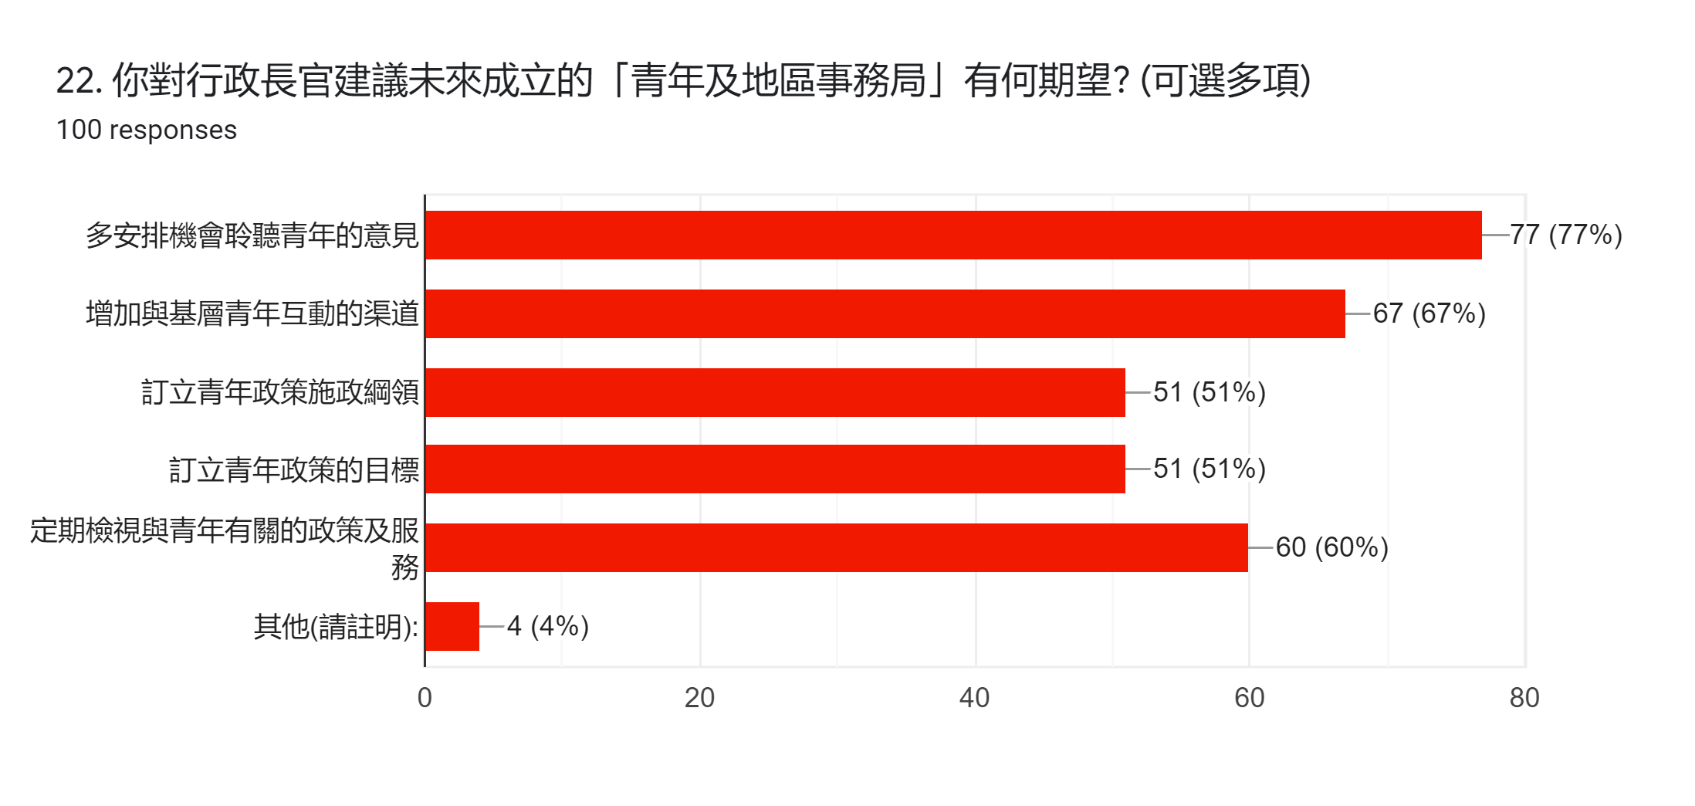 22. 你對行政長官建議未來成立的「青年及地區事務局」有何期望? (可選多項)
100 responses
多安排機會聆聽青年的意見
77 (77%)
增加與基層青年互動的渠道
67 (67%)
訂立青年政策施政綱領
51 (51%)
訂立青年政策的目標
51 (51%)
定期檢視與青年有關的政策及服
務
60 (60%)
其他(請註明):
4 (4%)
0 20 40 60 80